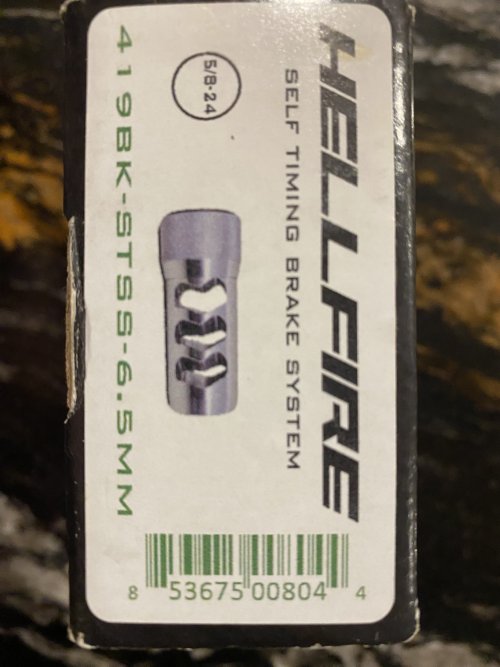 HELLFIRE
SELF TIMING BRAKE SYSTEM
5/8-24
419BK-STSS-6.5MM
8 53675 00804 4